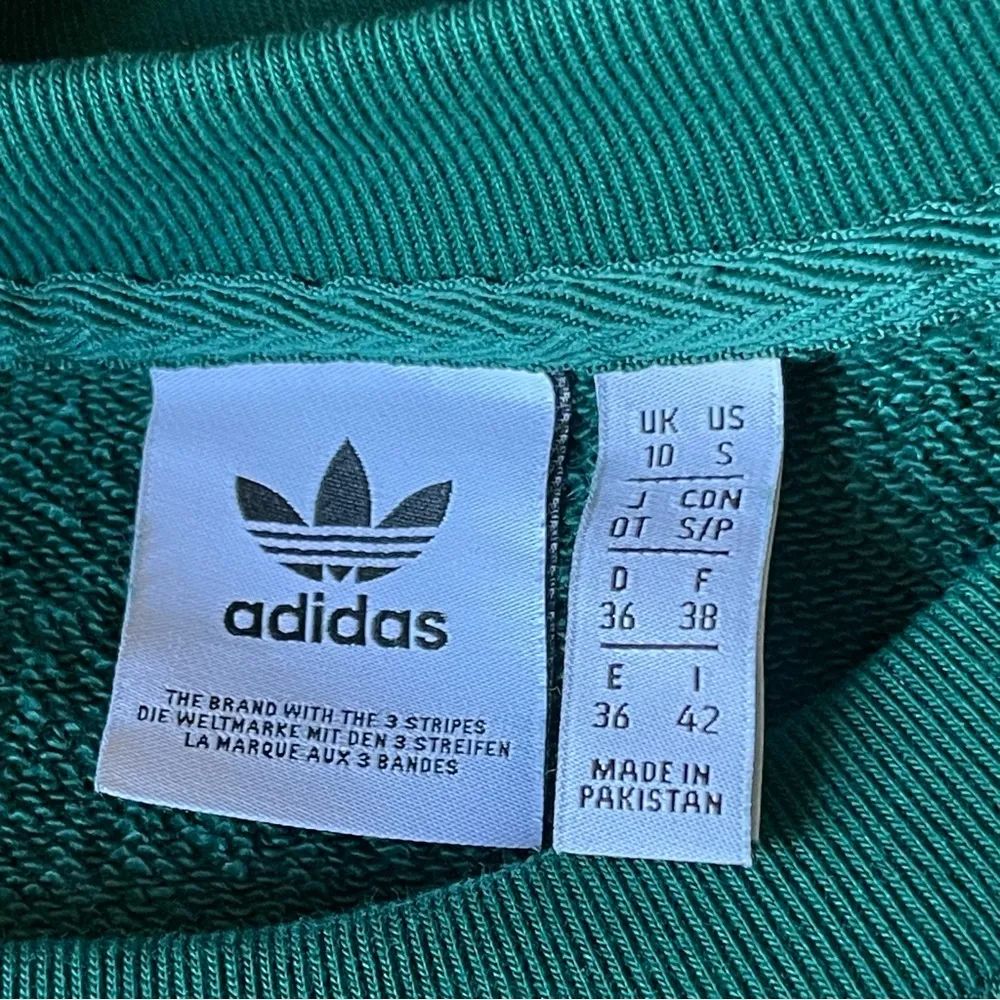 adidas
THE BRAND WITH THE 3 STRIPES
DIE WELTMARKE MIT DEN 3 STREIFEN
LA MARQUE AUX 3 BANDES
UK US
10 S
J CDN
OT S/P
D F
36 38
E I
36 42
MADE IN
PAKISTAN